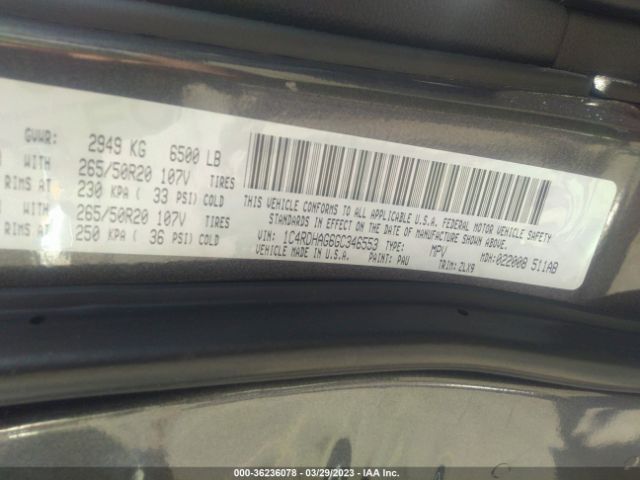 GVWR: 2949 KG 6500 LB
WITH 265/50R20 107V TIRES
RIMS AT 230 KPA ( 33 PSI) COLD
WITH 265/50R20 107V TIRES
RIMS AT 250 KPA ( 36 PSI) COLD
THIS VEHICLE CONFORMS TO ALL APPLICABLE U.S.A. FEDERAL MOTOR VEHICLE SAFETY
STANDARDS IN EFFECT ON THE DATE OF MANUFACTURE SHOWN ABOVE.
VIN: 1C4RDHAG6GC346553 TYPE: MPV MDH:022008 511AB
VEHICLE MADE IN U.S.A. PAINT: PAU TRIM: ZLX9
000-36236078 — 03/29/2023 — IAA Inc.